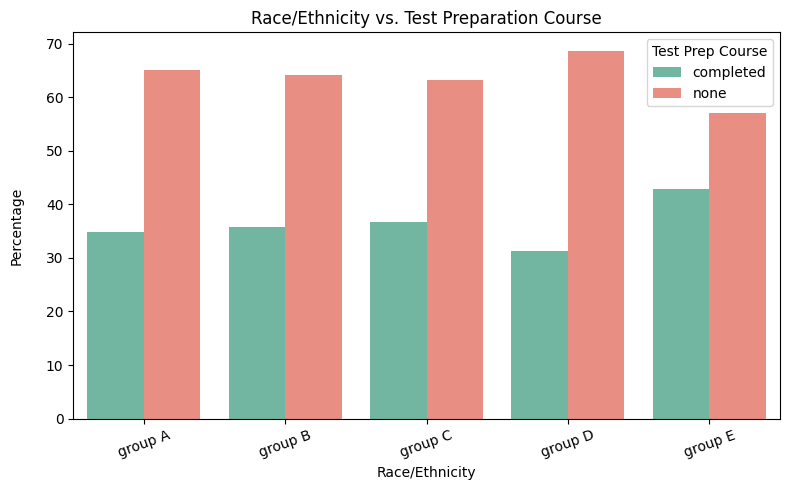 Race/Ethnicity vs. Test Preparation Course
Test Prep Course
completed
none
Percentage
70
60
50
40
30
20
10
0
group A
group B
group C
group D
group E
Race/Ethnicity